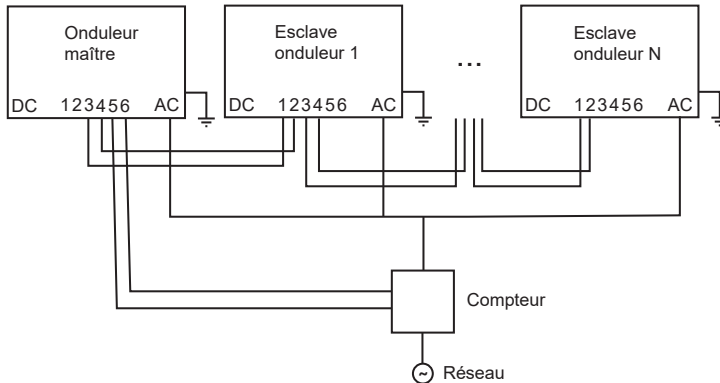 Onduleur
maître
DC 123456 AC
Esclave
onduleur 1
DC 123456 AC
...
Esclave
onduleur N
DC 123456 AC
Compteur
~ Réseau